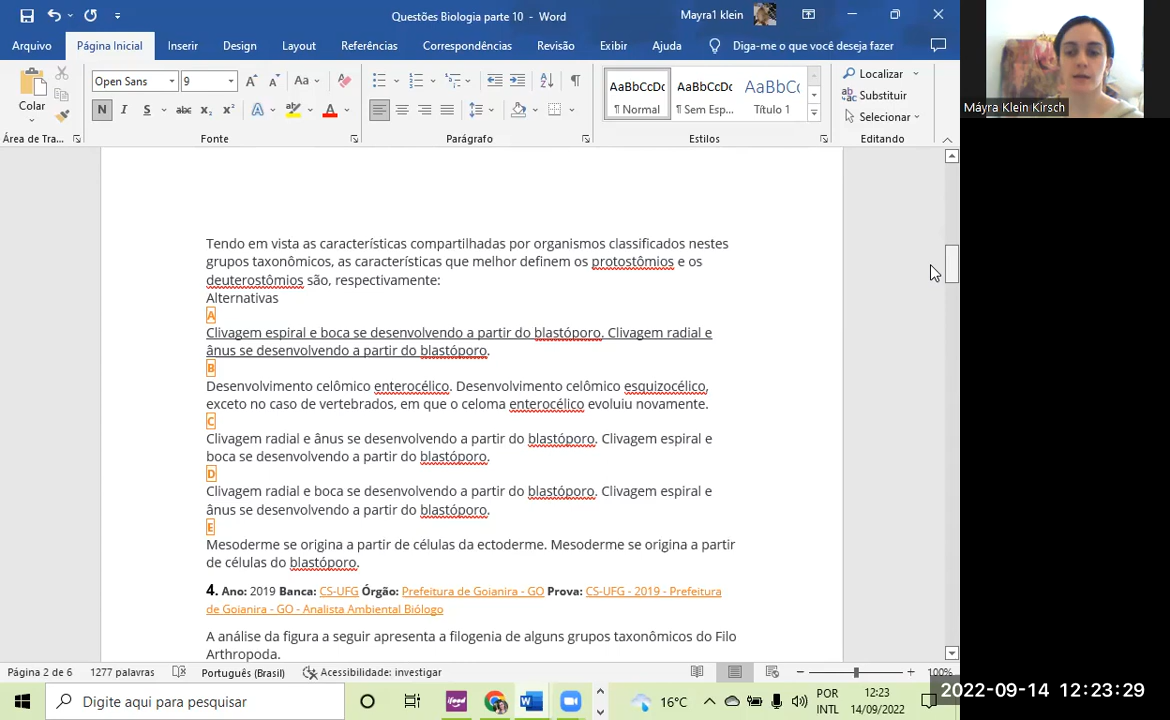 Questões Biologia parte 10 - Word
Mayra1 klein
Arquivo Página Inicial Inserir Design Layout Referências Correspondências Revisão Exibir Ajuda Diga-me o que você deseja fazer
Colar
Open Sans 9
Aa
N I S abc x₂ x² A A
AaBbCcDc AaBbCcDc AaBbCc
¶ Normal ¶ Sem Esp... Título 1
Localizar
Substituir
Selecionar
Área de Tra... Fonte Parágrafo Estilos Editando
Máyra Klein Kirsch
Tendo em vista as características compartilhadas por organismos classificados nestes
grupos taxonômicos, as características que melhor definem os protostômios e os
deuterostômios são, respectivamente:
Alternativas
A
Clivagem espiral e boca se desenvolvendo a partir do blastóporo. Clivagem radial e
ânus se desenvolvendo a partir do blastóporo.
B
Desenvolvimento celômico enterocélico. Desenvolvimento celômico esquizocélico,
exceto no caso de vertebrados, em que o celoma enterocélico evoluiu novamente.
C
Clivagem radial e ânus se desenvolvendo a partir do blastóporo. Clivagem espiral e
boca se desenvolvendo a partir do blastóporo.
D
Clivagem radial e boca se desenvolvendo a partir do blastóporo. Clivagem espiral e
ânus se desenvolvendo a partir do blastóporo.
E
Mesoderme se origina a partir de células da ectoderme. Mesoderme se origina a partir
de células do blastóporo.
4. Ano: 2019 Banca: CS-UFG Órgão: Prefeitura de Goianira - GO Prova: CS-UFG - 2019 - Prefeitura
de Goianira - GO - Analista Ambiental Biólogo
A análise da figura a seguir apresenta a filogenia de alguns grupos taxonômicos do Filo
Arthropoda.
Página 2 de 6 1277 palavras Português (Brasil) Acessibilidade: investigar 100%
Digite aqui para pesquisar
16°C
POR
INTL
12:23
14/09/2022
2022-09-14 12:23:29